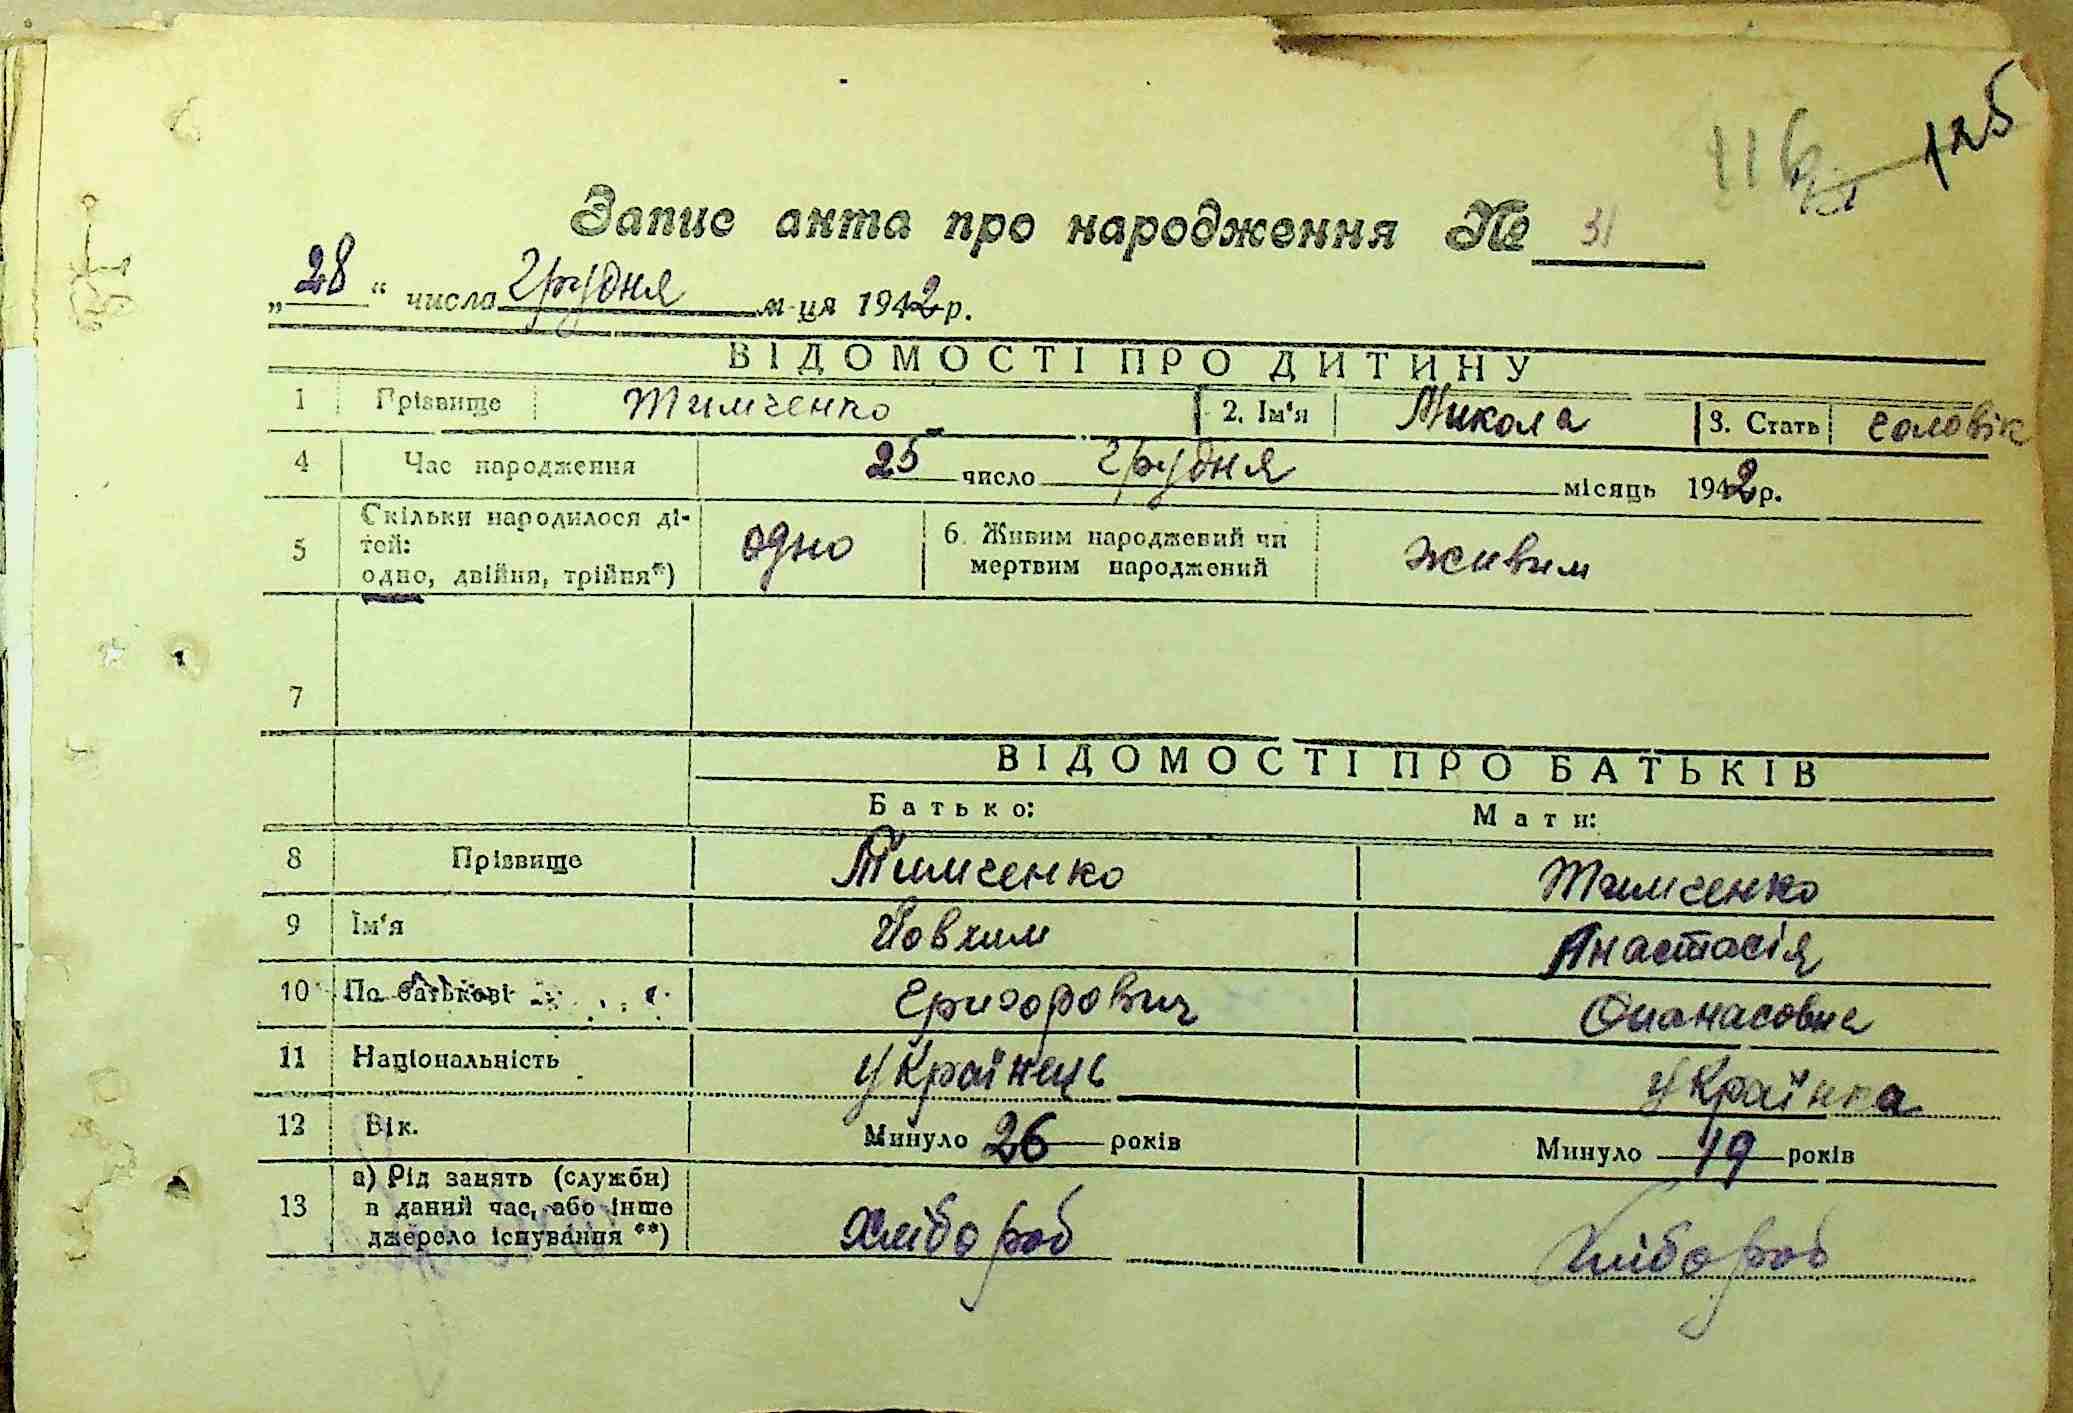 125
Запис акта про народження № 31
„28“ числа Грудня м-ця 1942 р.
ВІДОМОСТІ ПРО ДИТИНУ
1 Прізвище Тимченко 2. Ім'я Микола 3. Стать чоловік
4 Час народження 25 число Грудня місяць 1942 р.
5 Скільки народилося ді-
тей:
одно, двійня, трійня*) одно 6. Живим народжений чи
мертвим народжений живим
7
ВІДОМОСТІ ПРО БАТЬКІВ
Батько: Мати:
8 Прізвище Тимченко Тимченко
9 Ім'я Йовхим Анастасія
10 По батькові Григорович Опанасовна
11 Національність Українець Українка
12 Вік. Минуло 26 років Минуло 19 років
13 а) Рід занять (служби)
в даний час, або інше
джерело існування **) хлібороб хлібороб